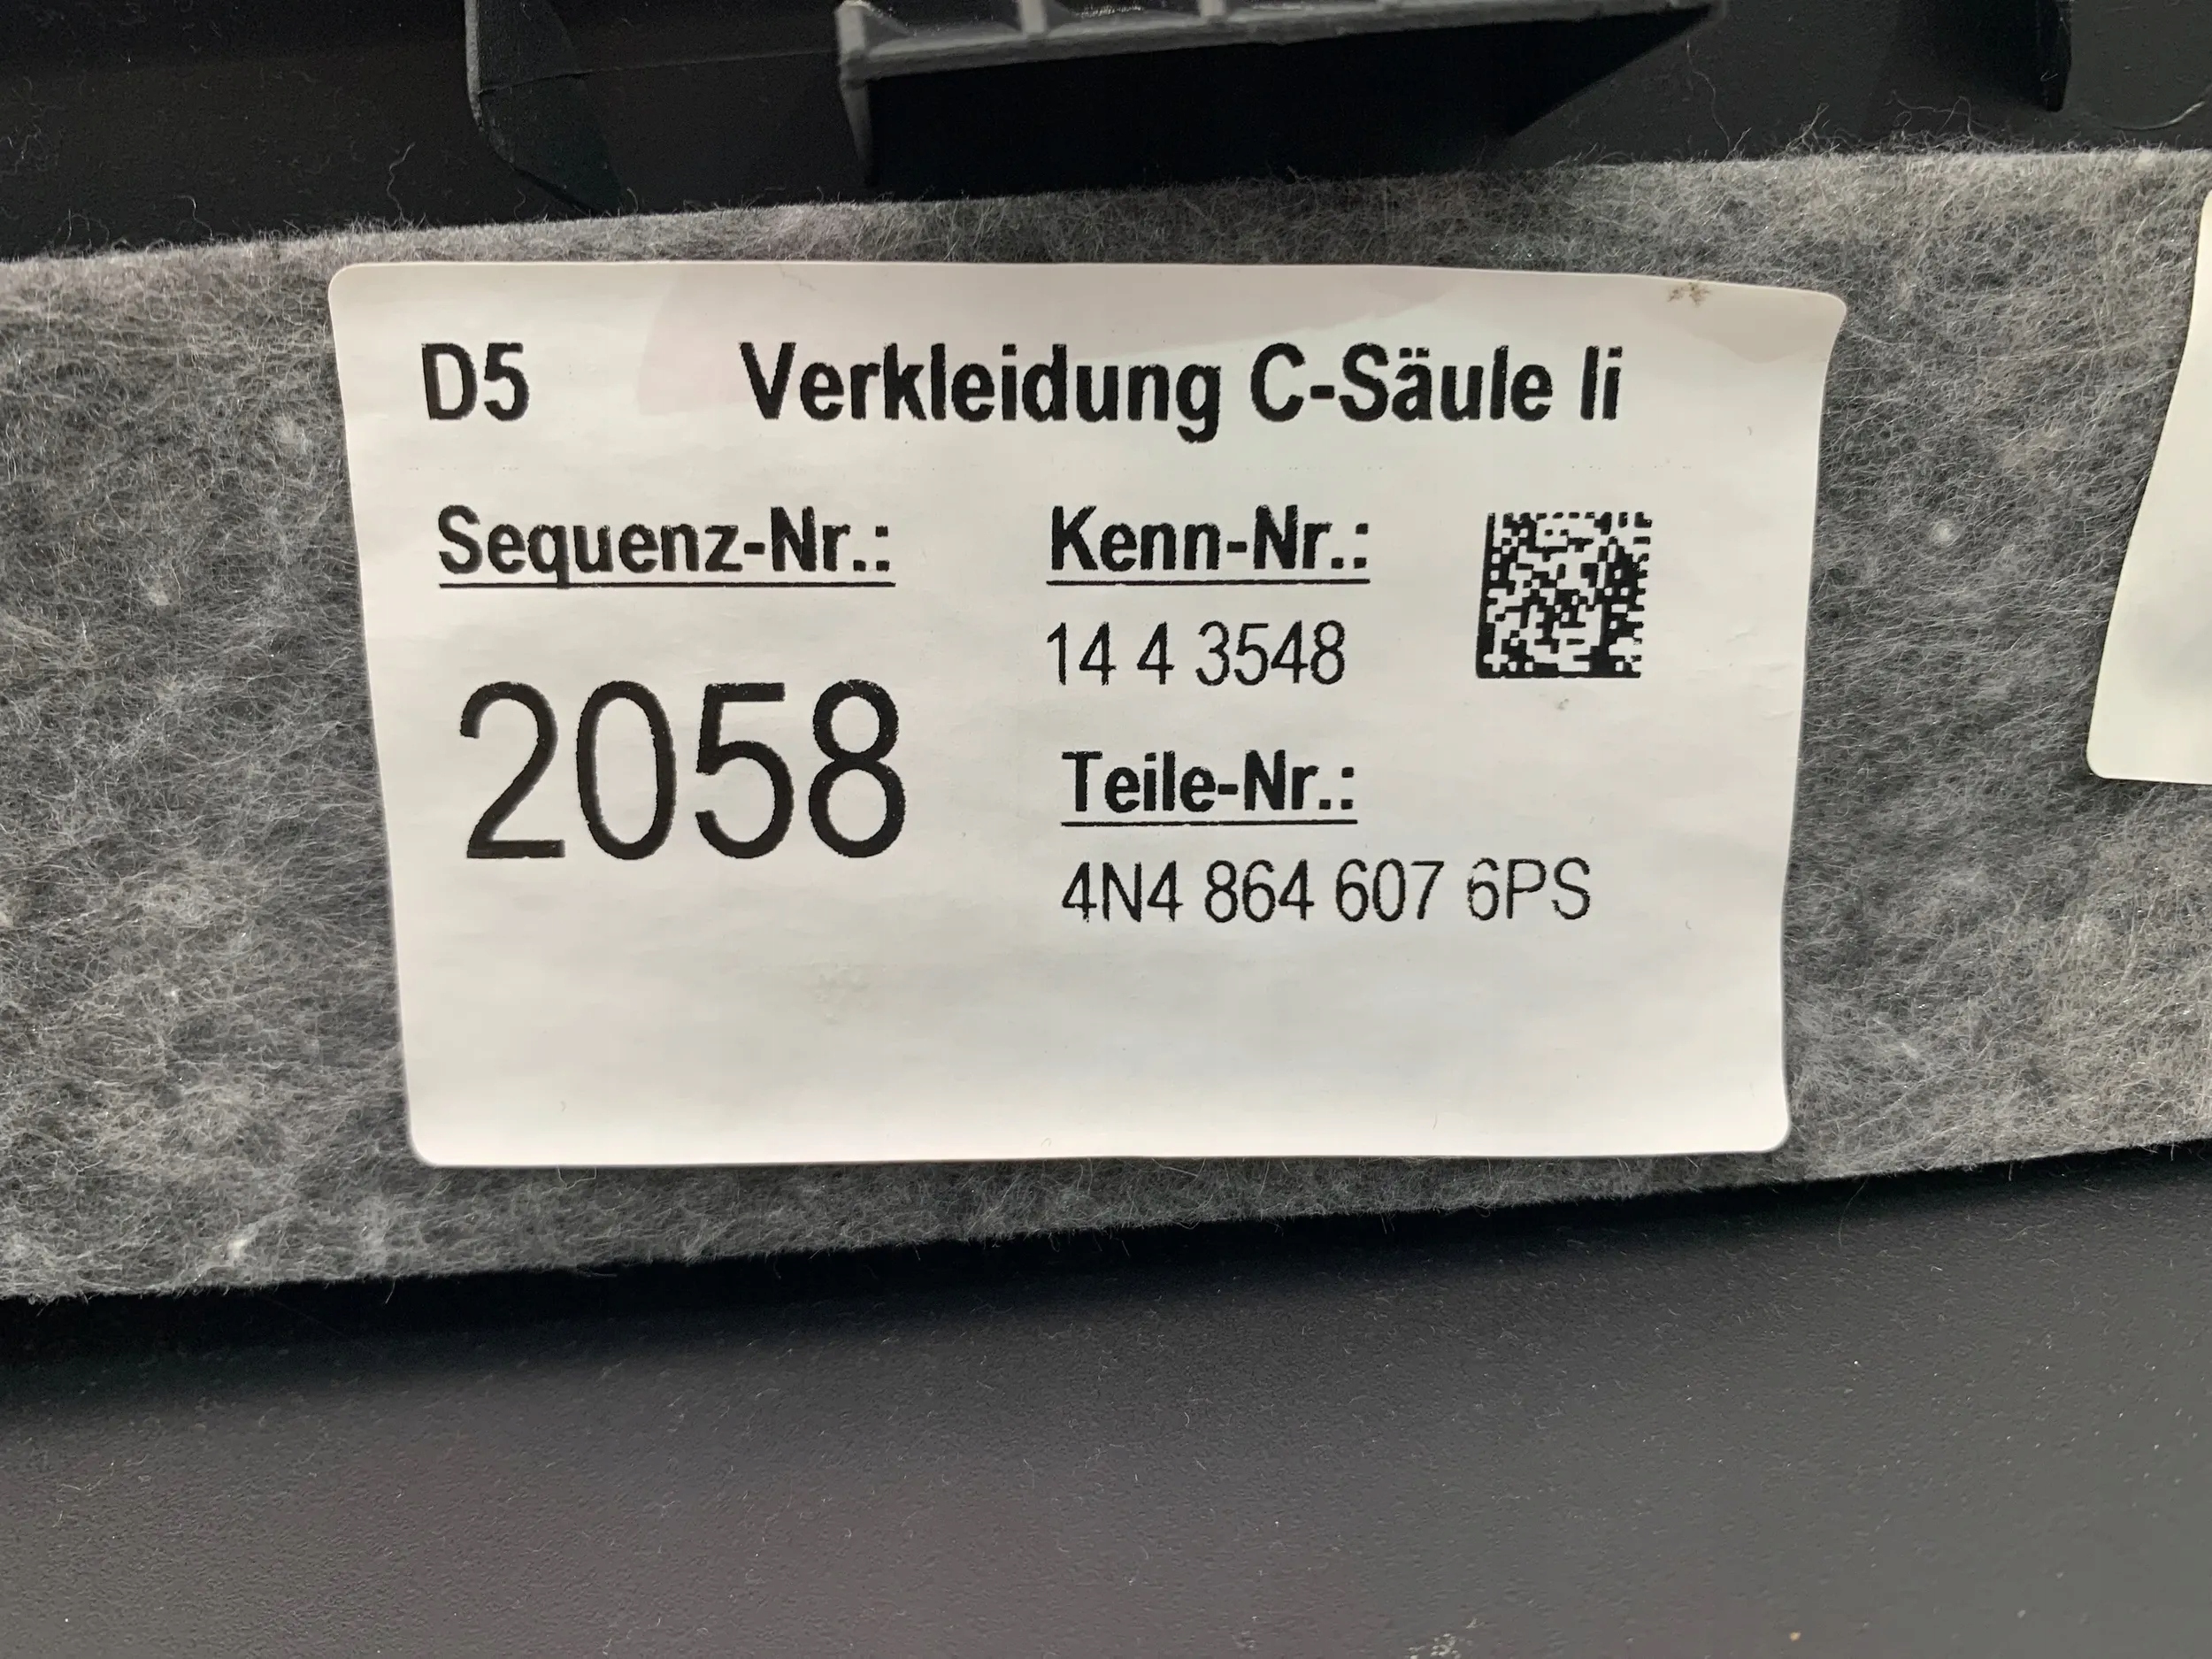 D5 Verkleidung C-Säule li
Sequenz-Nr.: Kenn-Nr.:
14 4 3548
2058
Teile-Nr.:
4N4 864 607 6PS